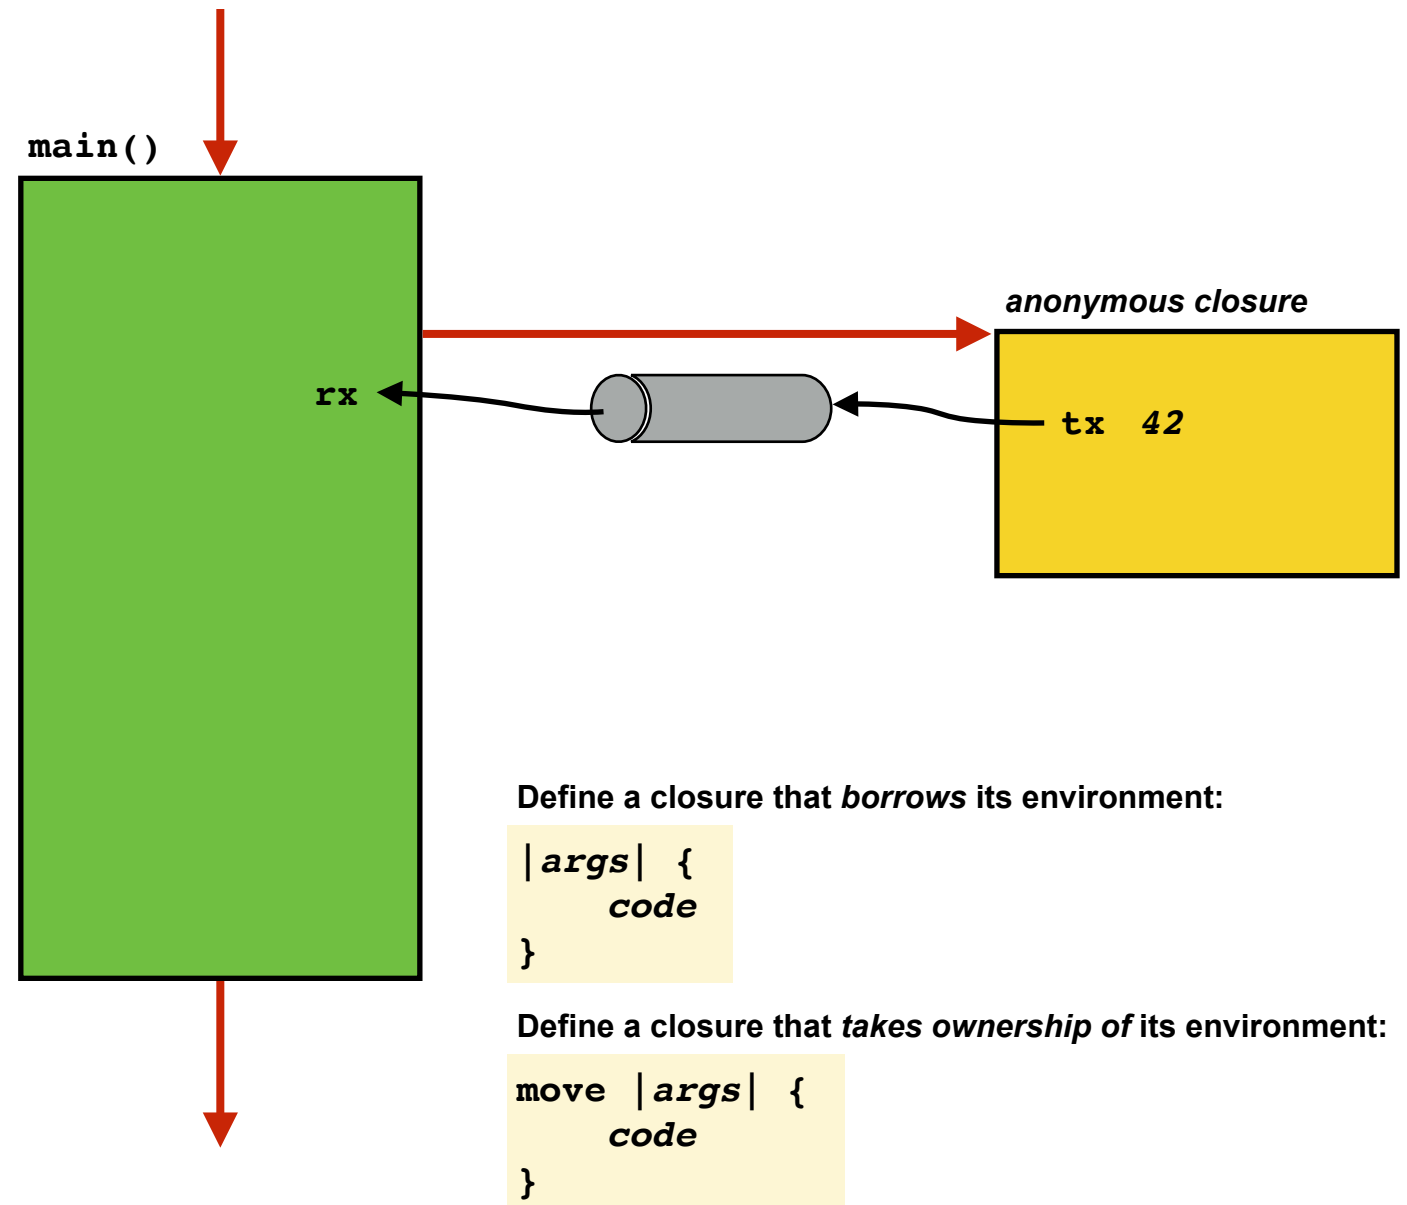 main()
anonymous closure
rx
tx 42
Define a closure that borrows its environment:
|args| {
    code
}
Define a closure that takes ownership of its environment:
move |args| {
    code
}